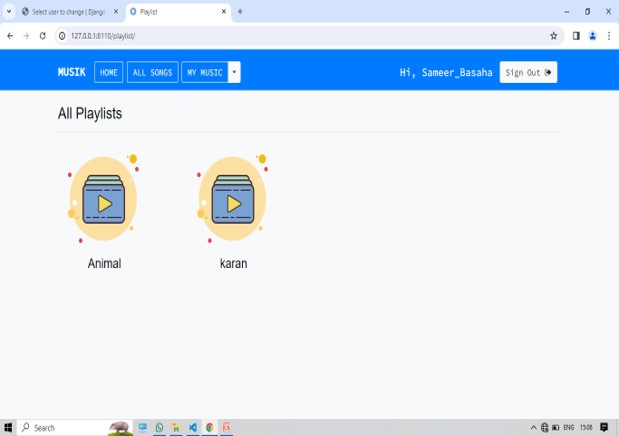 Select user to change | Django
Playlist
127.0.0.1:8110/playlist/
MUSIK HOME ALL SONGS MY MUSIC Hi, Sameer_Basaha Sign Out
All Playlists
Animal karan
Search ENG 15:08